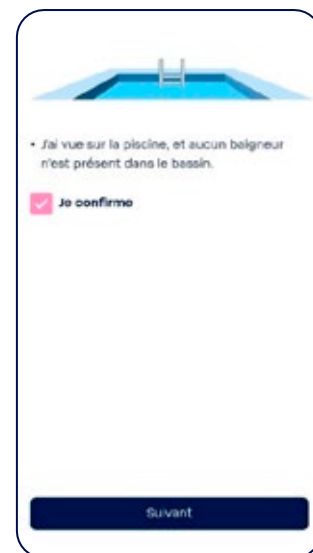 • J'ai vue sur la piscine, et aucun baigneur
n'est présent dans le bassin.
Je confirme
Suivant